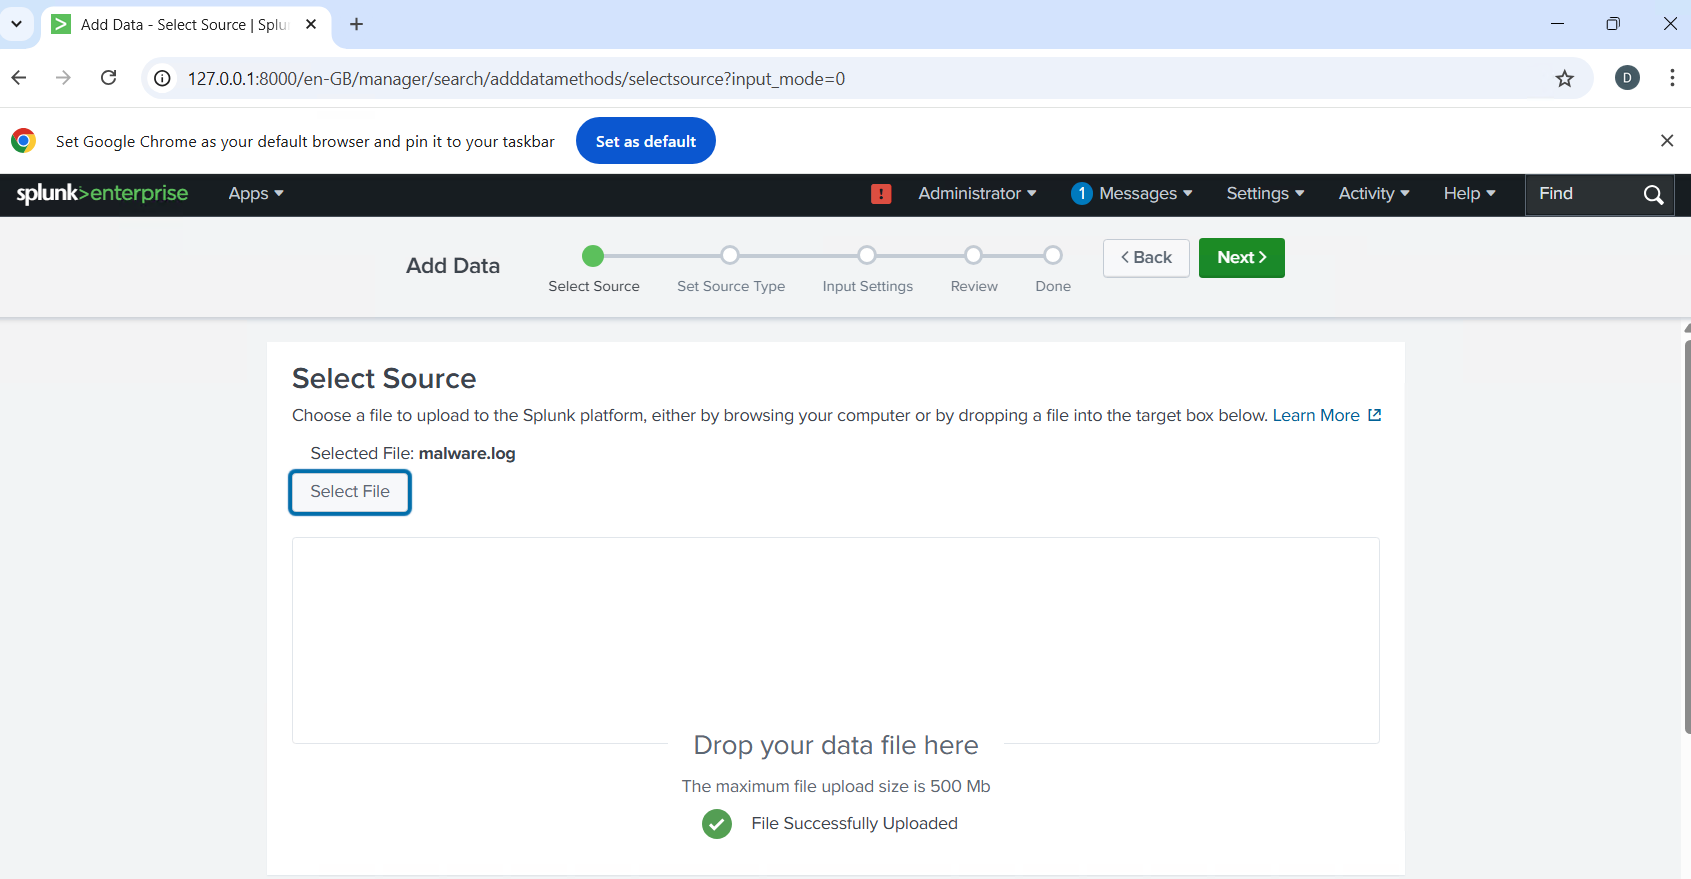 Add Data - Select Source | Splu
127.0.0.1:8000/en-GB/manager/search/adddatamethods/selectsource?input_mode=0
D
Set Google Chrome as your default browser and pin it to your taskbar
Set as default
splunk>enterprise
Apps
!
Administrator
1
Messages
Settings
Activity
Help
Find
Add Data
Select Source
Set Source Type
Input Settings
Review
Done
< Back
Next >
Select Source
Choose a file to upload to the Splunk platform, either by browsing your computer or by dropping a file into the target box below. Learn More
Selected File: malware.log
Select File
Drop your data file here
The maximum file upload size is 500 Mb
File Successfully Uploaded